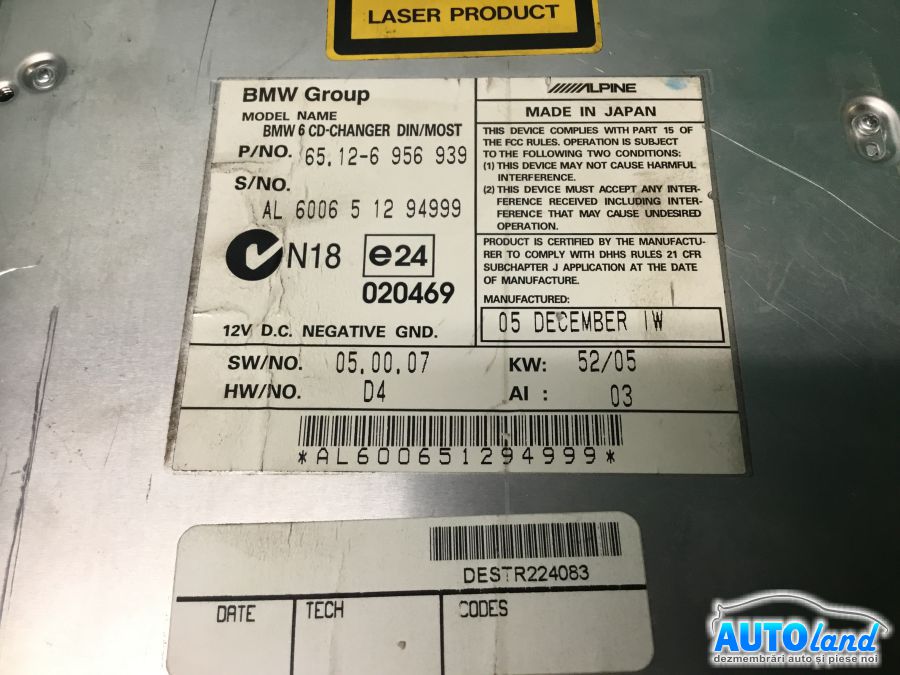 LASER PRODUCT
BMW Group
MODEL NAME
BMW 6 CD-CHANGER DIN/MOST
P/NO. 65.12-6 956 939
S/NO.
AL 6006 5 12 94999
N18 e24
020469
12V D.C. NEGATIVE GND.
ALPINE
MADE IN JAPAN
THIS DEVICE COMPLIES WITH PART 15 OF
THE FCC RULES. OPERATION IS SUBJECT
TO THE FOLLOWING TWO CONDITIONS:
(1) THIS DEVICE MAY NOT CAUSE HARMFUL
INTERFERENCE.
(2) THIS DEVICE MUST ACCEPT ANY INTER-
FERENCE RECEIVED INCLUDING INTER-
FERENCE THAT MAY CAUSE UNDESIRED
OPERATION.
PRODUCT IS CERTIFIED BY THE MANUFACTU-
RER TO COMPLY WITH DHHS RULES 21 CFR
SUBCHAPTER J APPLICATION AT THE DATE
OF MANUFACTURE.
MANUFACTURED:
05 DECEMBER IW
SW/NO. 05.00.07 KW: 52/05
HW/NO. D4 AI : 03
*AL600651294999*
DESTR224083
DATE TECH CODES
AUTOland
dezmembrări auto și piese noi